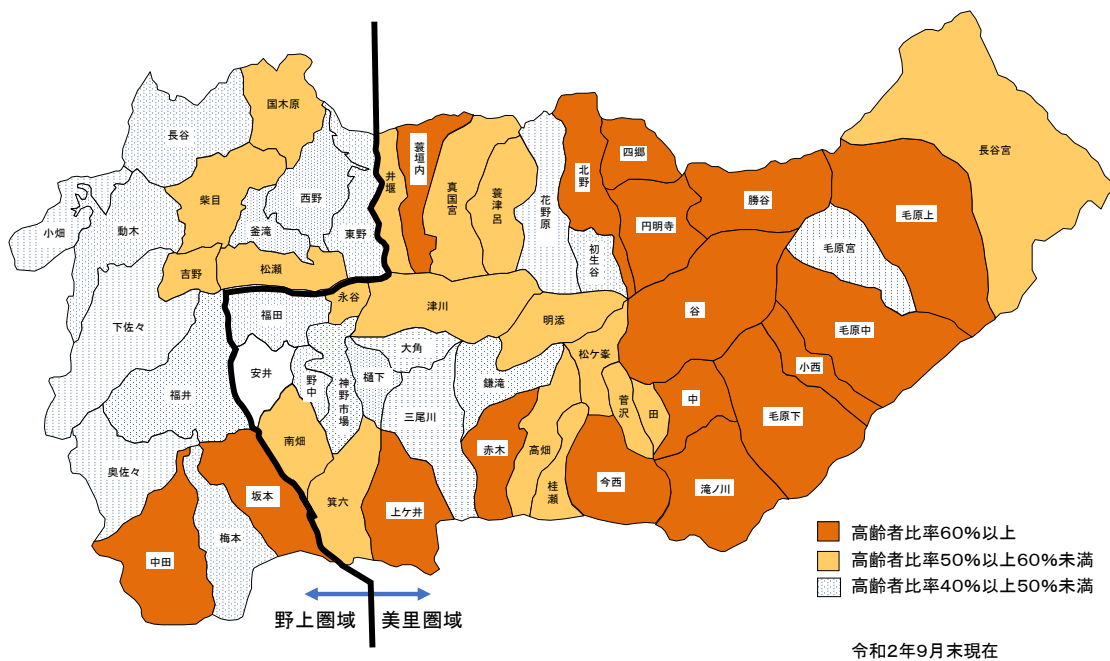 国木原
長谷
蓑垣内
四郷
長谷宮
井堰
真国宮
蓑津呂
北野
柴目
西野
花野原
勝谷
毛原上
小畑
動木
釜滝
東野
円明寺
初生谷
毛原宮
吉野
松瀬
永谷
津川
谷
下佐々
福田
明添
毛原中
大角
松ケ峯
福井
安井
野中
神野市場
樋下
鎌滝
小西
三尾川
菅沢
田
中
毛原下
南畑
赤木
高畑
奥佐々
坂本
箕六
上ケ井
桂瀬
今西
滝ノ川
中田
梅本
高齢者比率60%以上
高齢者比率50%以上60%未満
高齢者比率40%以上50%未満
野上圏域
美里圏域
令和2年9月末現在